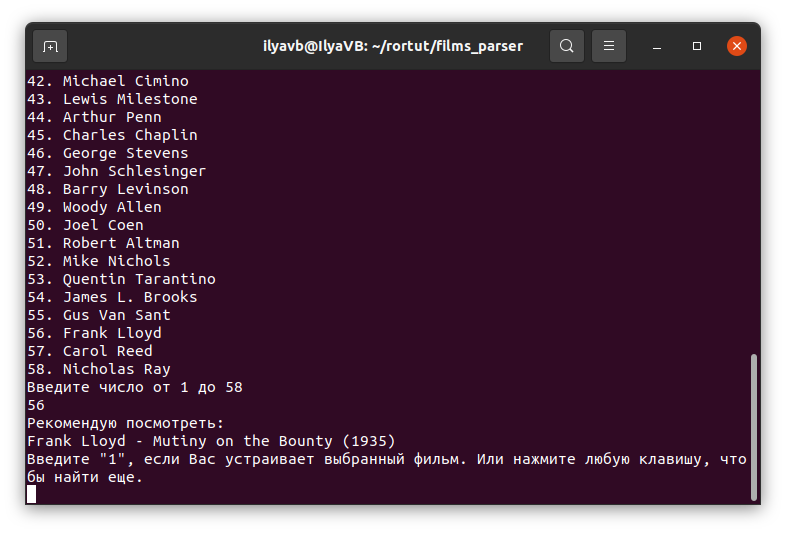 ilyavb@IlyaVB: ~/rortut/films_parser
42. Michael Cimino
43. Lewis Milestone
44. Arthur Penn
45. Charles Chaplin
46. George Stevens
47. John Schlesinger
48. Barry Levinson
49. Woody Allen
50. Joel Coen
51. Robert Altman
52. Mike Nichols
53. Quentin Tarantino
54. James L. Brooks
55. Gus Van Sant
56. Frank Lloyd
57. Carol Reed
58. Nicholas Ray
Введите число от 1 до 58
56
Рекомендую посмотреть:
Frank Lloyd - Mutiny on the Bounty (1935)
Введите "1", если Вас устраивает выбранный фильм. Или нажмите любую клавишу, что
бы найти еще.